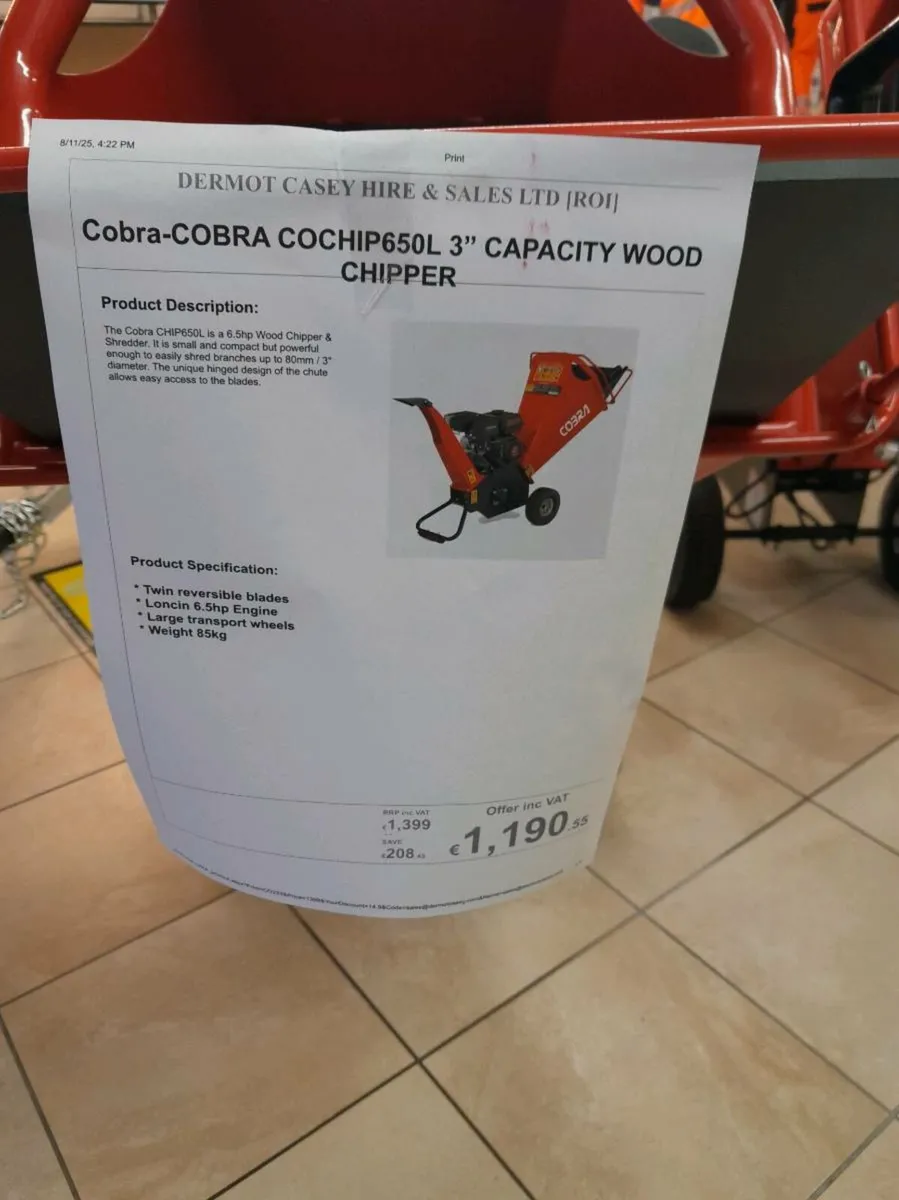 8/11/25, 4:22 PM
Print
DERMOT CASEY HIRE & SALES LTD [ROI]
Cobra-COBRA COCHIP650L 3” CAPACITY WOOD
CHIPPER
Product Description:
The Cobra CHIP650L is a 6.5hp Wood Chipper &
Shredder. It is small and compact but powerful
enough to easily shred branches up to 80mm / 3"
diameter. The unique hinged design of the chute
allows easy access to the blades.
COBRA
Product Specification:
* Twin reversible blades
* Loncin 6.5hp Engine
* Large transport wheels
* Weight 85kg
RRP inc VAT
€1,399
SAVE
€208.45
Offer inc VAT
€1,190.55